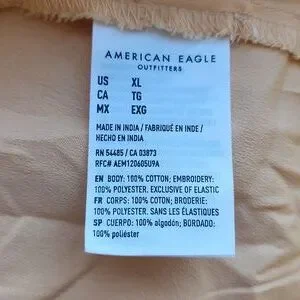 AMERICAN EAGLE
OUTFITTERS
US XL
CA TG
MX EXG
MADE IN INDIA / FABRIQUÉ EN INDE /
HECHO EN INDIA
RN 54485 / CA 03873
RFC# AEM120605U9A
EN BODY: 100% COTTON; EMBROIDERY:
100% POLYESTER. EXCLUSIVE OF ELASTIC
FR CORPS: 100% COTON; BRODERIE:
100% POLYESTER. SANS LES ÉLASTIQUES
SP CUERPO: 100% algodón; BORDADO:
100% poliéster